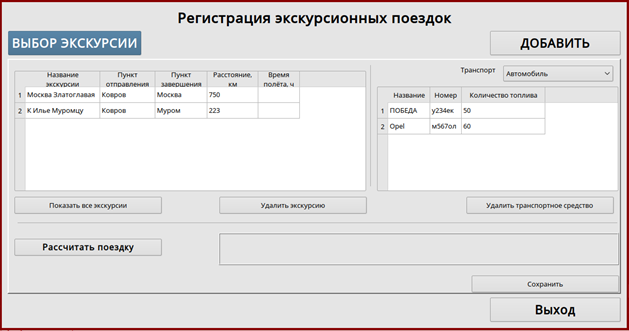 Регистрация экскурсионных поездок
ВЫБОР ЭКСКУРСИИ
ДОБАВИТЬ
Транспорт
Автомобиль
Название экскурсии Пункт отправления Пункт завершения Расстояние, км Время полёта, ч
1 Москва Златоглавая Ковров Москва 750
2 К Илье Муромцу Ковров Муром 223
Название Номер Количество топлива
1 ПОБЕДА у234ек 50
2 Opel м567ол 60
Показать все экскурсии
Удалить экскурсию
Удалить транспортное средство
Рассчитать поездку
Сохранить
Выход